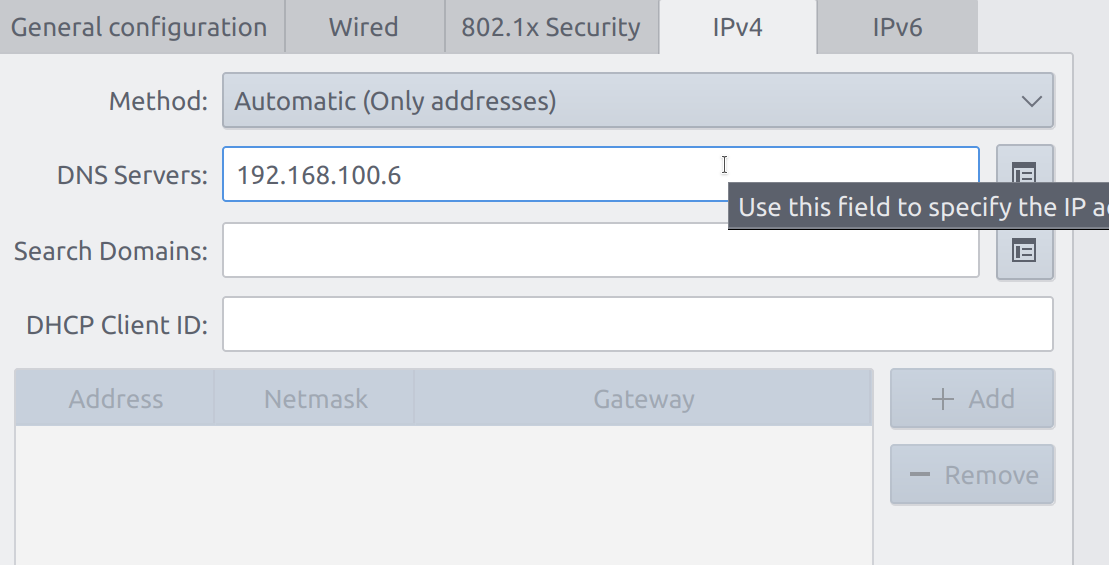 General configuration Wired 802.1x Security IPv4 IPv6
Method: Automatic (Only addresses)
DNS Servers: 192.168.100.6
Use this field to specify the IP
Search Domains:
DHCP Client ID:
Address Netmask Gateway Add
Remove